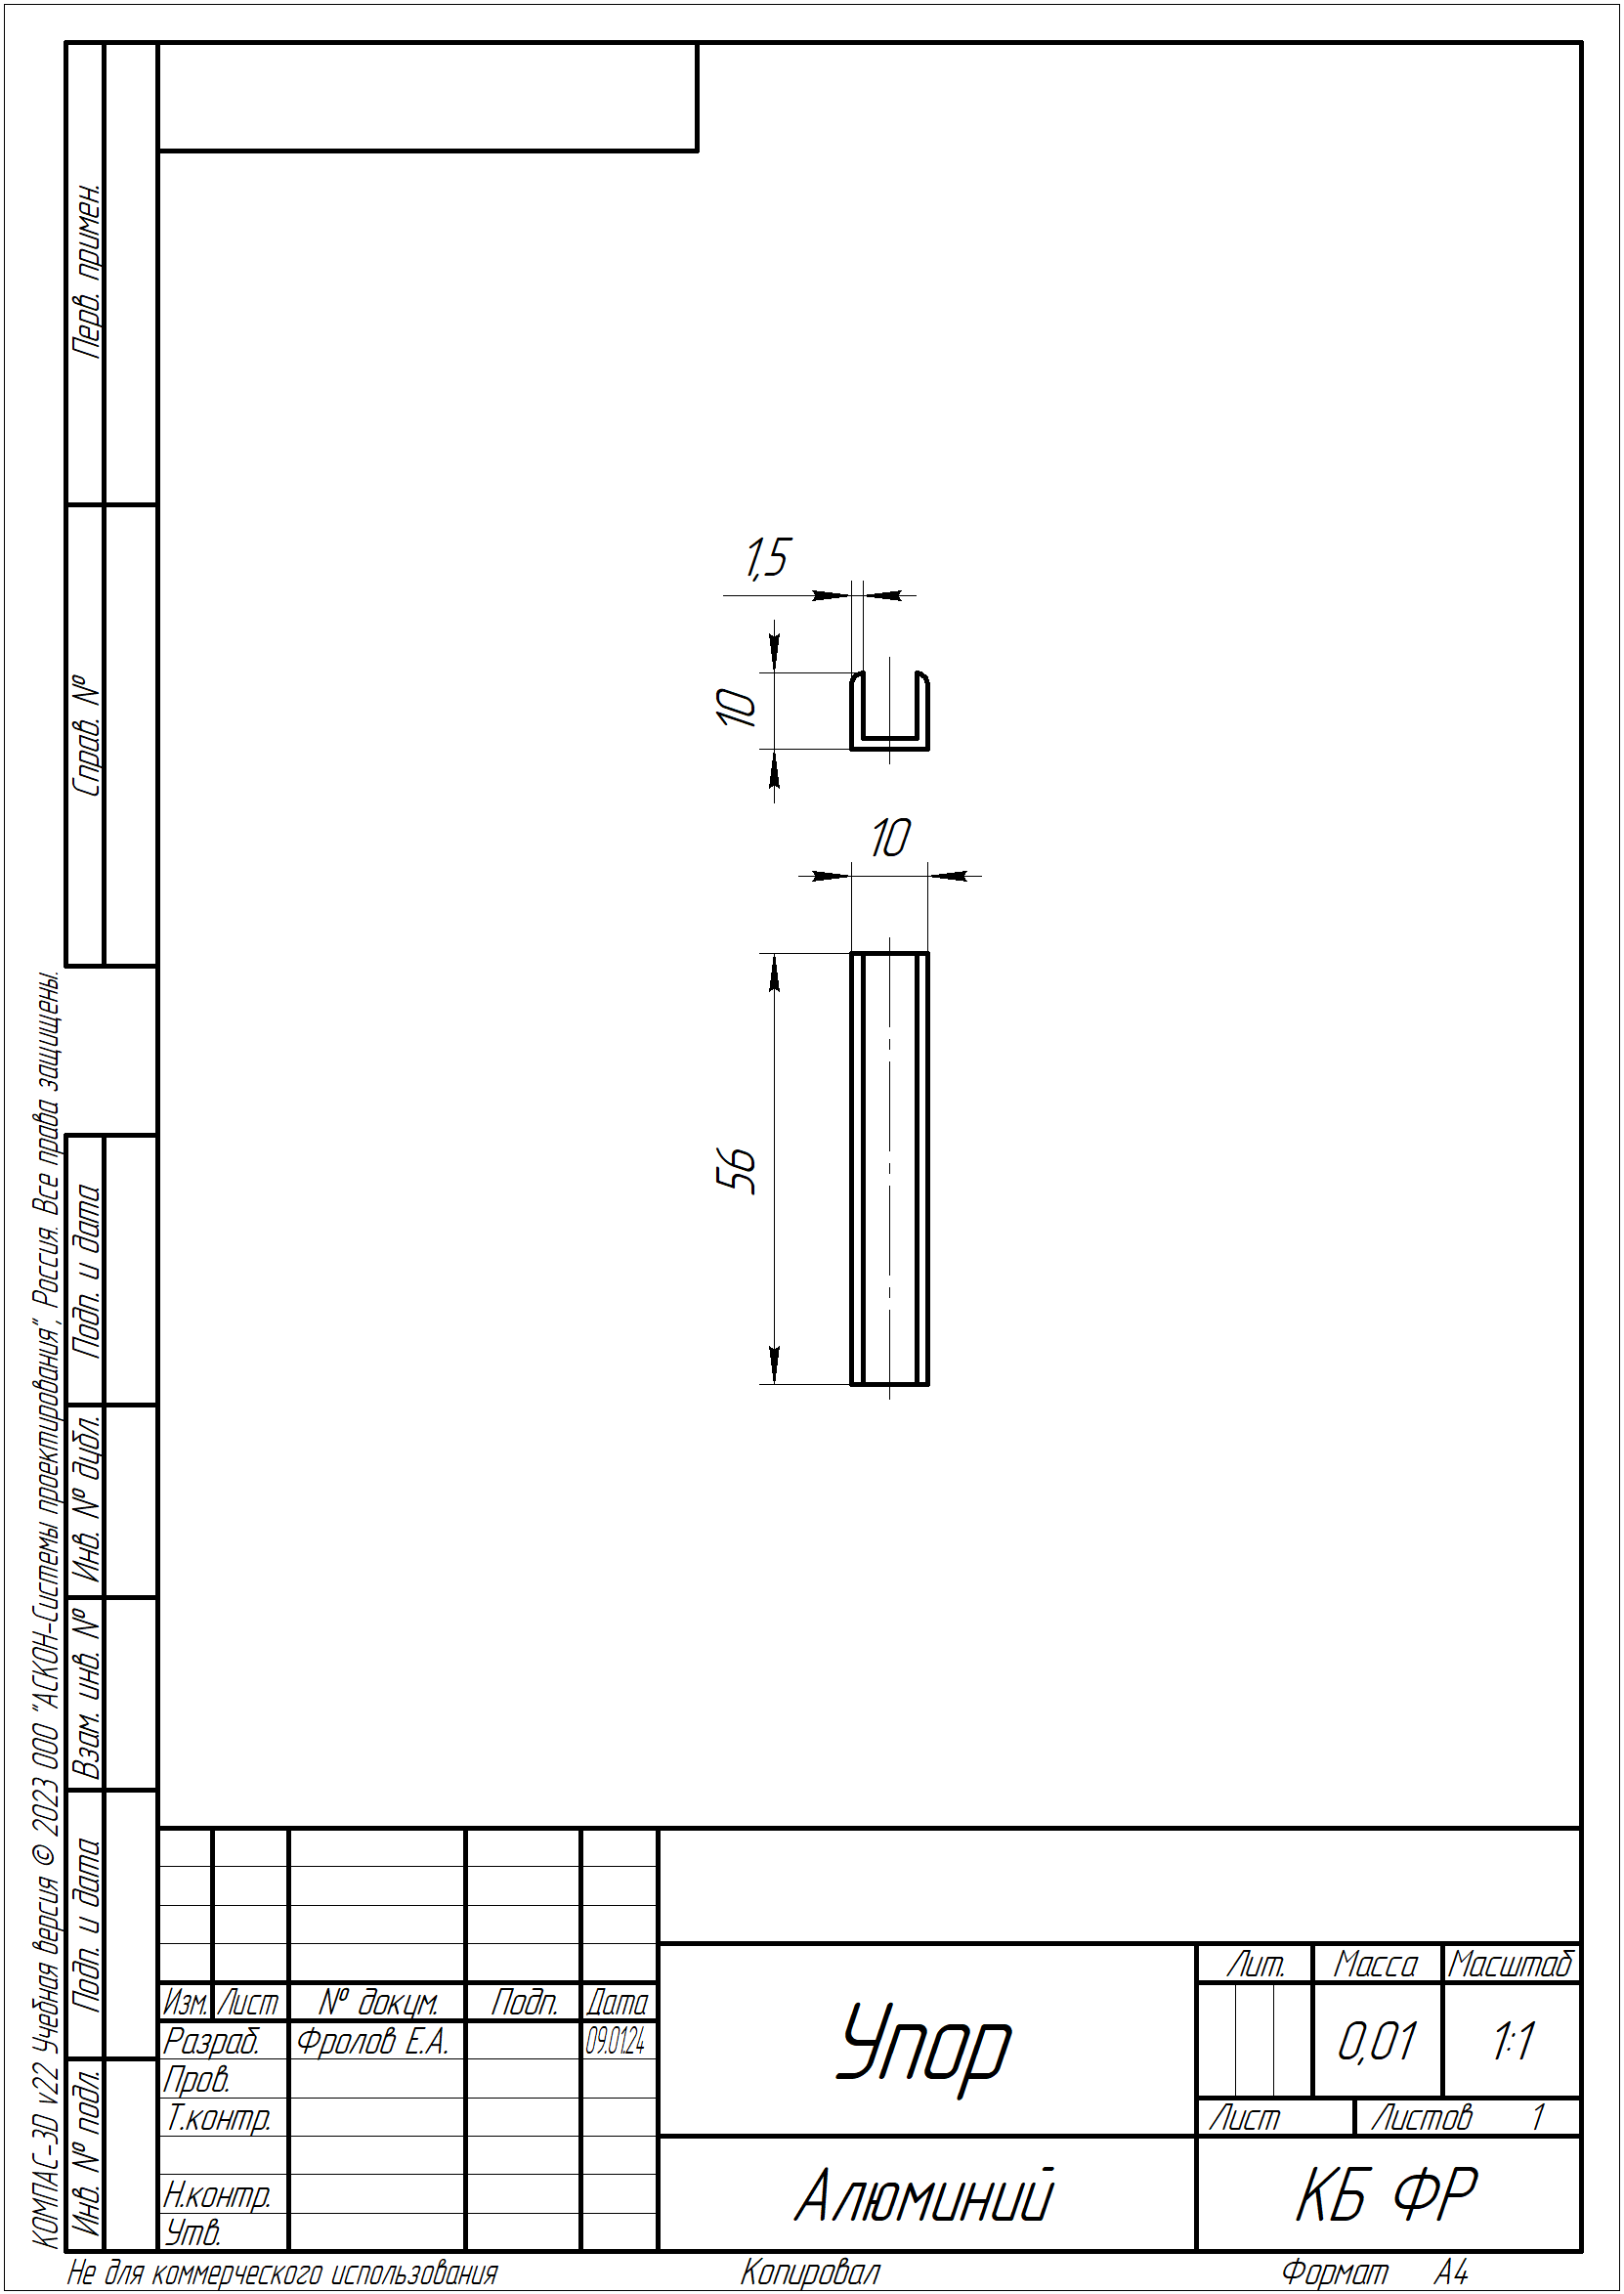 Перв. примен.
Справ. №
Подп. и дата
Инв. № дубл.
Взам. инв. №
Подп. и дата
Инв. № подл.
КОМПАС-3D v22 Учебная версия © 2023 ООО "АСКОН-Системы проектирования", Россия. Все права защищены.
1,5
10
10
56
Изм. Лист № докум. Подп. Дата
Разраб. Фролов Е.А. 09.01.24
Пров.
Т.контр.
Н.контр.
Утв.
Упор
Лит. Масса Масштаб
0,01 1:1
Лист Листов 1
Алюминий
КБ ФР
Не для коммерческого использования Копировал Формат А4